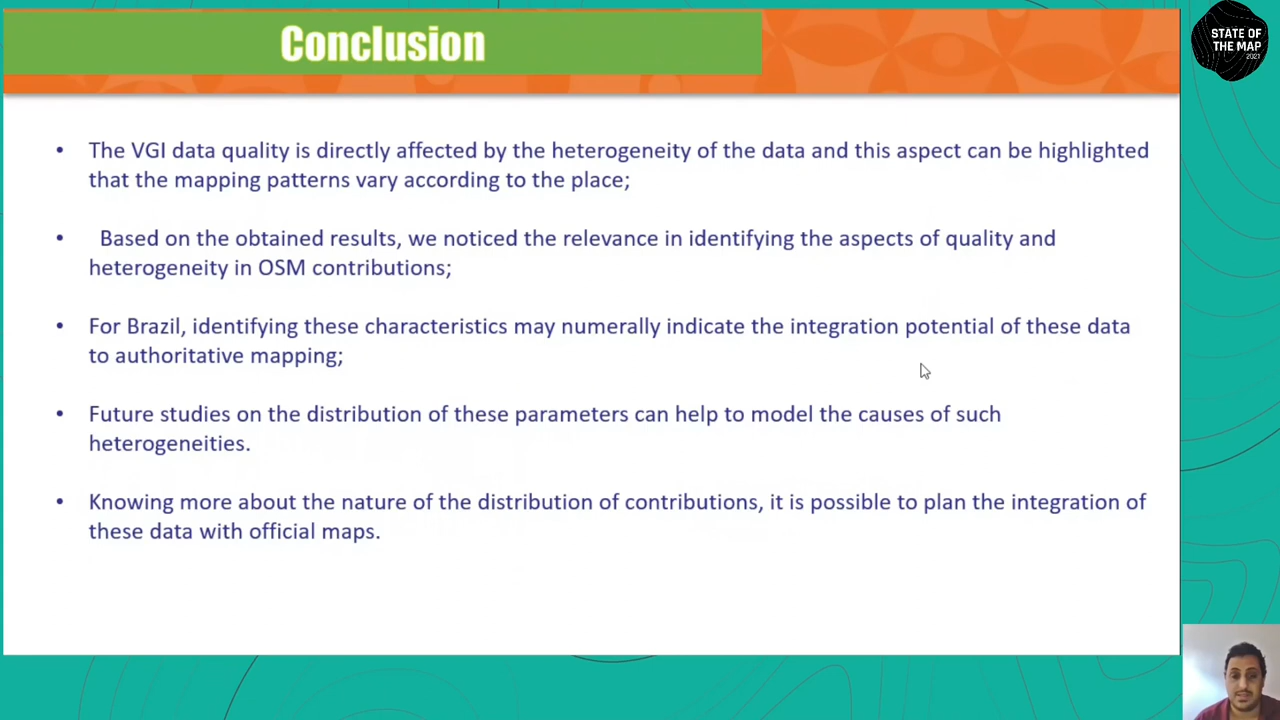 Conclusion
STATE OF
THE MAP
2021
• The VGI data quality is directly affected by the heterogeneity of the data and this aspect can be highlighted
that the mapping patterns vary according to the place;
• Based on the obtained results, we noticed the relevance in identifying the aspects of quality and
heterogeneity in OSM contributions;
• For Brazil, identifying these characteristics may numerally indicate the integration potential of these data
to authoritative mapping;
• Future studies on the distribution of these parameters can help to model the causes of such
heterogeneities.
• Knowing more about the nature of the distribution of contributions, it is possible to plan the integration of
these data with official maps.